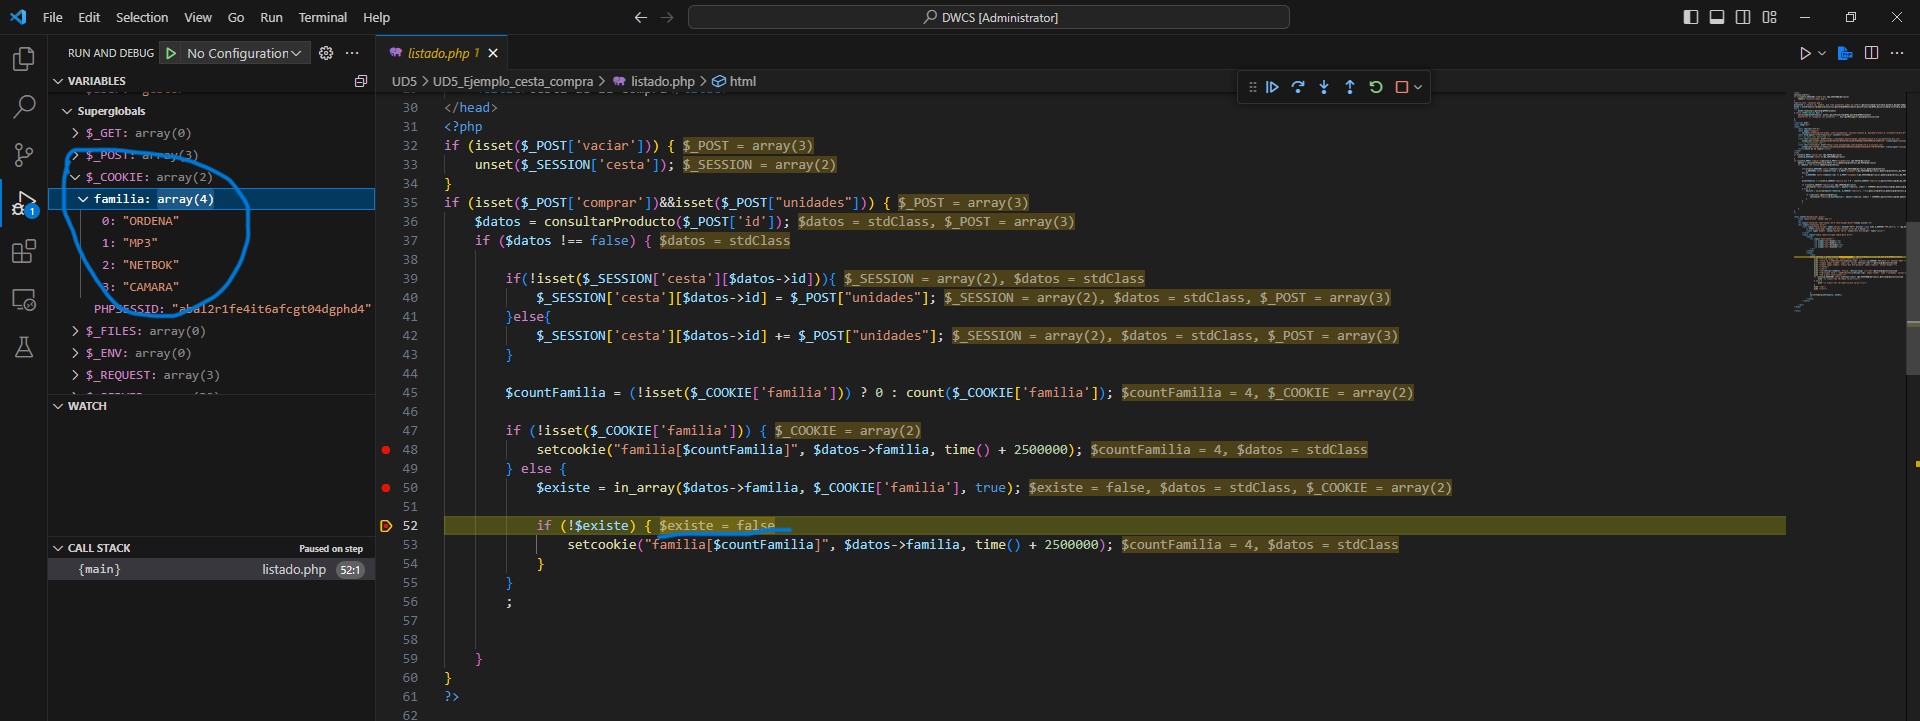 File Edit Selection View Go Run Terminal Help
DWCS [Administrator]
RUN AND DEBUG No Configuration
VARIABLES
Superglobals
$_GET: array(0)
$_POST: array(3)
$_COOKIE: array(2)
familia: array(4)
0: "ORDENA"
1: "MP3"
2: "NETBOK"
3: "CAMARA"
PHPSESSID: "ebal2r1fe4it6afcgt04dgphd4"
$_FILES: array(0)
$_ENV: array(0)
$_REQUEST: array(3)
WATCH
CALL STACK Paused on step
{main} listado.php 52:1
1
listado.php 1
UD5 > UD5_Ejemplo_cesta_compra > listado.php > html
30 </head>
31 <?php
32 if (isset($_POST['vaciar'])) { $_POST = array(3)
33 unset($_SESSION['cesta']); $_SESSION = array(2)
34 }
35 if (isset($_POST['comprar'])&&isset($_POST["unidades"])) { $_POST = array(3)
36 $datos = consultarProducto($_POST['id']); $datos = stdClass, $_POST = array(3)
37 if ($datos !== false) { $datos = stdClass
38
39 if(!isset($_SESSION['cesta'][$datos->id])){ $_SESSION = array(2), $datos = stdClass
40 $_SESSION['cesta'][$datos->id] = $_POST["unidades"]; $_SESSION = array(2), $datos = stdClass, $_POST = array(3)
41 }else{
42 $_SESSION['cesta'][$datos->id] += $_POST["unidades"]; $_SESSION = array(2), $datos = stdClass, $_POST = array(3)
43 }
44
45 $countFamilia = (!isset($_COOKIE['familia'])) ? 0 : count($_COOKIE['familia']); $countFamilia = 4, $_COOKIE = array(2)
46
47 if (!isset($_COOKIE['familia'])) { $_COOKIE = array(2)
48 setcookie("familia[$countFamilia]", $datos->familia, time() + 2500000); $countFamilia = 4, $datos = stdClass
49 } else {
50 $existe = in_array($datos->familia, $_COOKIE['familia'], true); $existe = false, $datos = stdClass, $_COOKIE = array(2)
51
52 if (!$existe) { $existe = false
53 setcookie("familia[$countFamilia]", $datos->familia, time() + 2500000); $countFamilia = 4, $datos = stdClass
54 }
55 }
56 ;
57
58
59 }
60 }
61 ?>
62